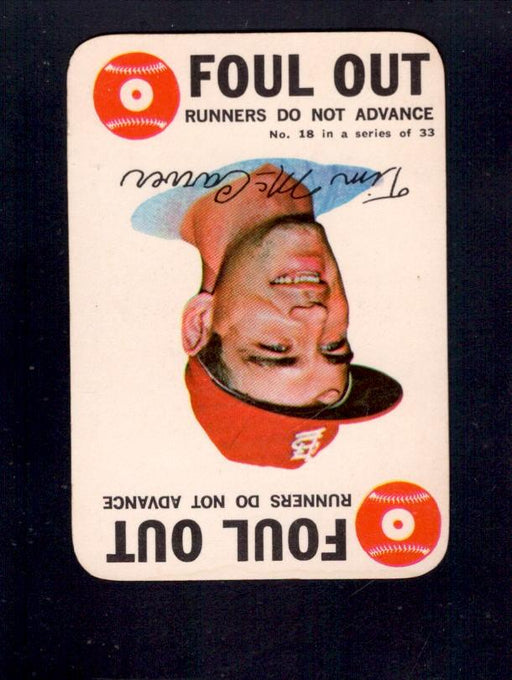 FOUL OUT
RUNNERS DO NOT ADVANCE
No. 18 in a series of 33
Tim McCarver
StL
RUNNERS DO NOT ADVANCE
FOUL OUT